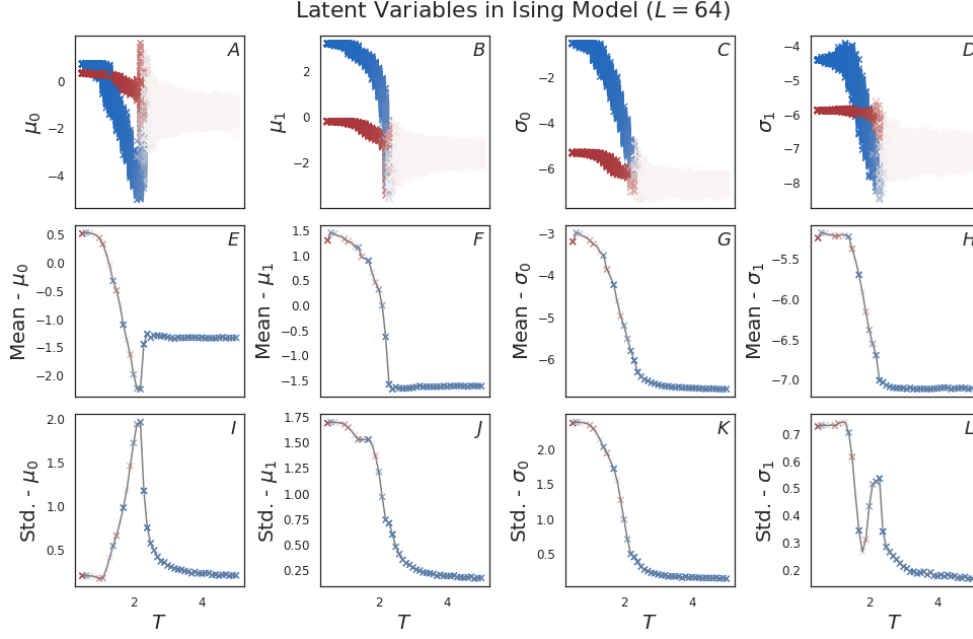 Latent Variables in Ising Model (L = 64)
A
B
C
D
μ₀
0
−2
−4
μ₁
2
0
−2
σ₀
−2
−4
−6
σ₁
−4
−5
−6
−7
−8
E
F
G
H
Mean - μ₀
0.5
0.0
−0.5
−1.0
−1.5
−2.0
Mean - μ₁
1.5
1.0
0.5
0.0
−0.5
−1.0
−1.5
Mean - σ₀
−3
−4
−5
−6
Mean - σ₁
−5.5
−6.0
−6.5
−7.0
I
J
K
L
Std. - μ₀
2.0
1.5
1.0
0.5
Std. - μ₁
1.75
1.50
1.25
1.00
0.75
0.50
0.25
Std. - σ₀
2.0
1.5
1.0
0.5
Std. - σ₁
0.7
0.6
0.5
0.4
0.3
0.2
2 4
2 4
2 4
2 4
T
T
T
T